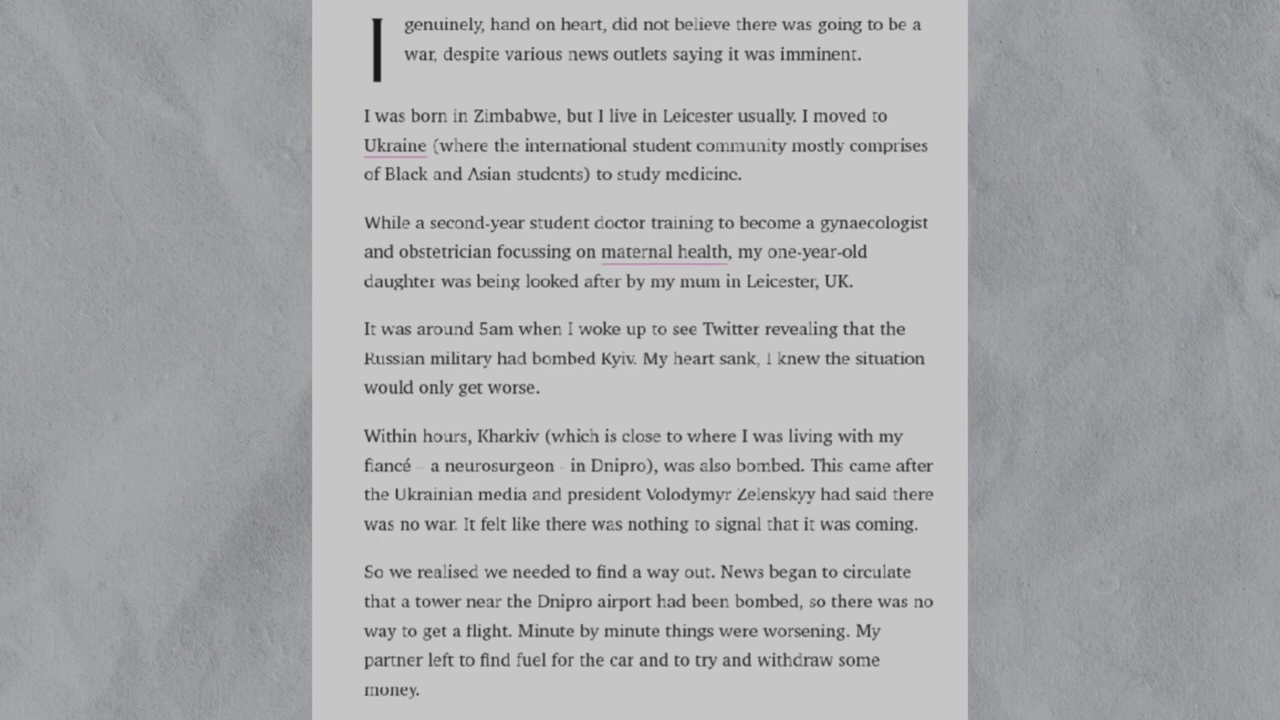 I genuinely, hand on heart, did not believe there was going to be a
war, despite various news outlets saying it was imminent.
I was born in Zimbabwe, but I live in Leicester usually. I moved to
Ukraine (where the international student community mostly comprises
of Black and Asian students) to study medicine.
While a second-year student doctor training to become a gynaecologist
and obstetrician focussing on maternal health, my one-year-old
daughter was being looked after by my mum in Leicester, UK.
It was around 5am when I woke up to see Twitter revealing that the
Russian military had bombed Kyiv. My heart sank, I knew the situation
would only get worse.
Within hours, Kharkiv (which is close to where I was living with my
fiancé – a neurosurgeon - in Dnipro), was also bombed. This came after
the Ukrainian media and president Volodymyr Zelenskyy had said there
was no war. It felt like there was nothing to signal that it was coming.
So we realised we needed to find a way out. News began to circulate
that a tower near the Dnipro airport had been bombed, so there was no
way to get a flight. Minute by minute things were worsening. My
partner left to find fuel for the car and to try and withdraw some
money.